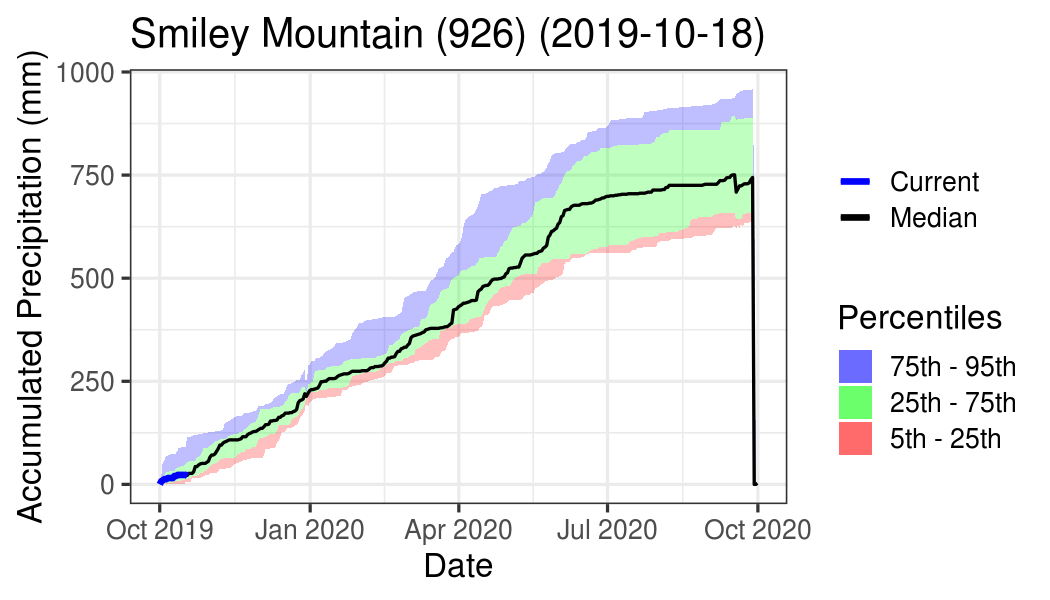 Smiley Mountain (926) (2019-10-18)
Accumulated Precipitation (mm)
1000
750
500
250
0
Oct 2019
Jan 2020
Apr 2020
Jul 2020
Oct 2020
Date
Current
Median
Percentiles
75th - 95th
25th - 75th
5th - 25th